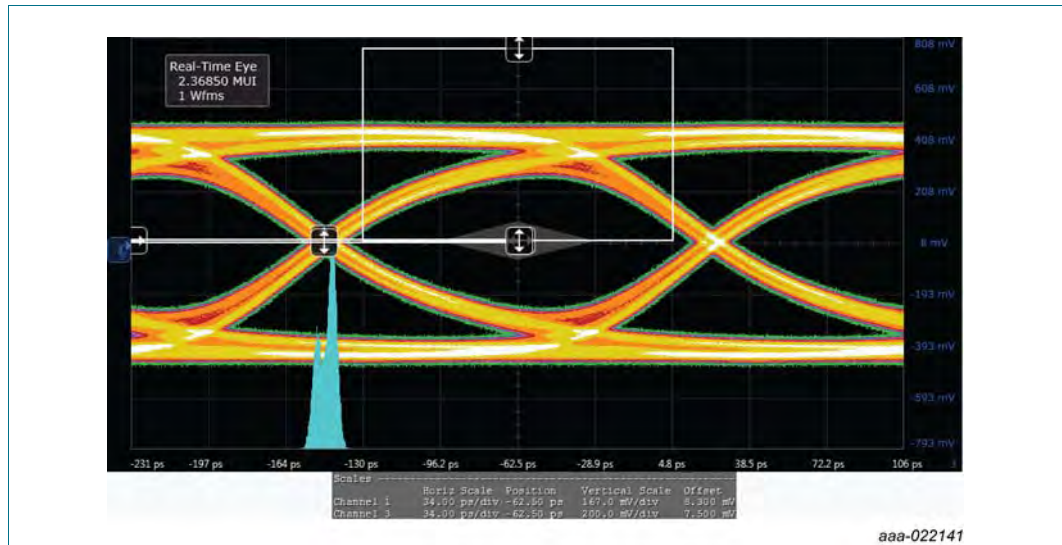 Real-Time Eye
2.36850 MUI
1 Wfms
808 mV
608 mV
408 mV
208 mV
8 mV
-193 mV
-393 mV
-593 mV
-793 mV
-231 ps -197 ps -164 ps -130 ps -96.2 ps -62.5 ps -28.9 ps 4.8 ps 38.5 ps 72.2 ps 106 ps
Scales
Horiz Scale Position Vertical Scale Offset
Channel 1 34.00 ps/div -62.50 ps 167.0 mV/div 8.300 mV
Channel 3 34.00 ps/div -62.50 ps 200.0 mV/div 7.500 mV
aaa-022141